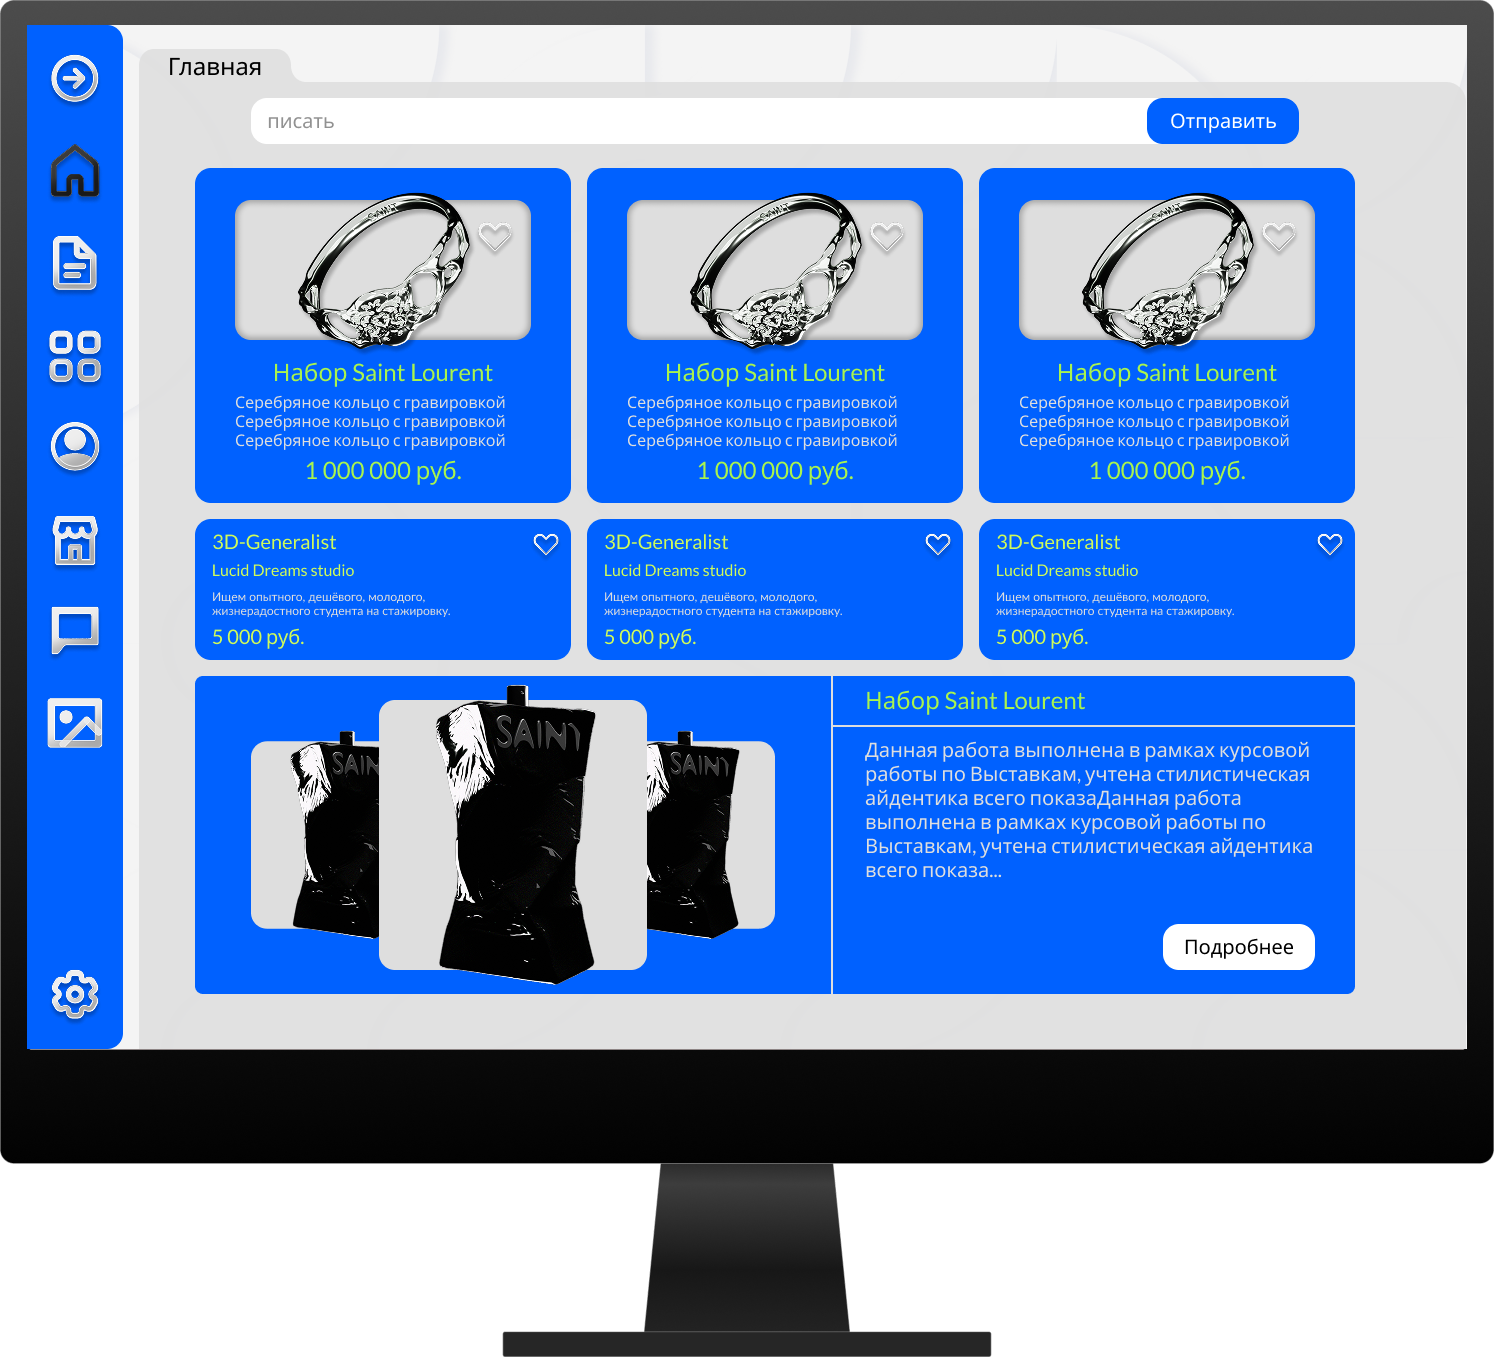 Главная
писать
Отправить
SAINT
SAINT
SAINT
Набор Saint Lourent
Серебряное кольцо с гравировкой
Серебряное кольцо с гравировкой
Серебряное кольцо с гравировкой
1 000 000 руб.
Набор Saint Lourent
Серебряное кольцо с гравировкой
Серебряное кольцо с гравировкой
Серебряное кольцо с гравировкой
1 000 000 руб.
Набор Saint Lourent
Серебряное кольцо с гравировкой
Серебряное кольцо с гравировкой
Серебряное кольцо с гравировкой
1 000 000 руб.
3D-Generalist
Lucid Dreams studio
Ищем опытного, дешёвого, молодого,
жизнерадостного студента на стажировку.
5 000 руб.
3D-Generalist
Lucid Dreams studio
Ищем опытного, дешёвого, молодого,
жизнерадостного студента на стажировку.
5 000 руб.
3D-Generalist
Lucid Dreams studio
Ищем опытного, дешёвого, молодого,
жизнерадостного студента на стажировку.
5 000 руб.
SAIN
SAINT
SAINT
Набор Saint Lourent
Данная работа выполнена в рамках курсовой
работы по Выставкам, учтена стилистическая
айдентика всего показаДанная работа
выполнена в рамках курсовой работы по
Выставкам, учтена стилистическая айдентика
всего показа...
Подробнее